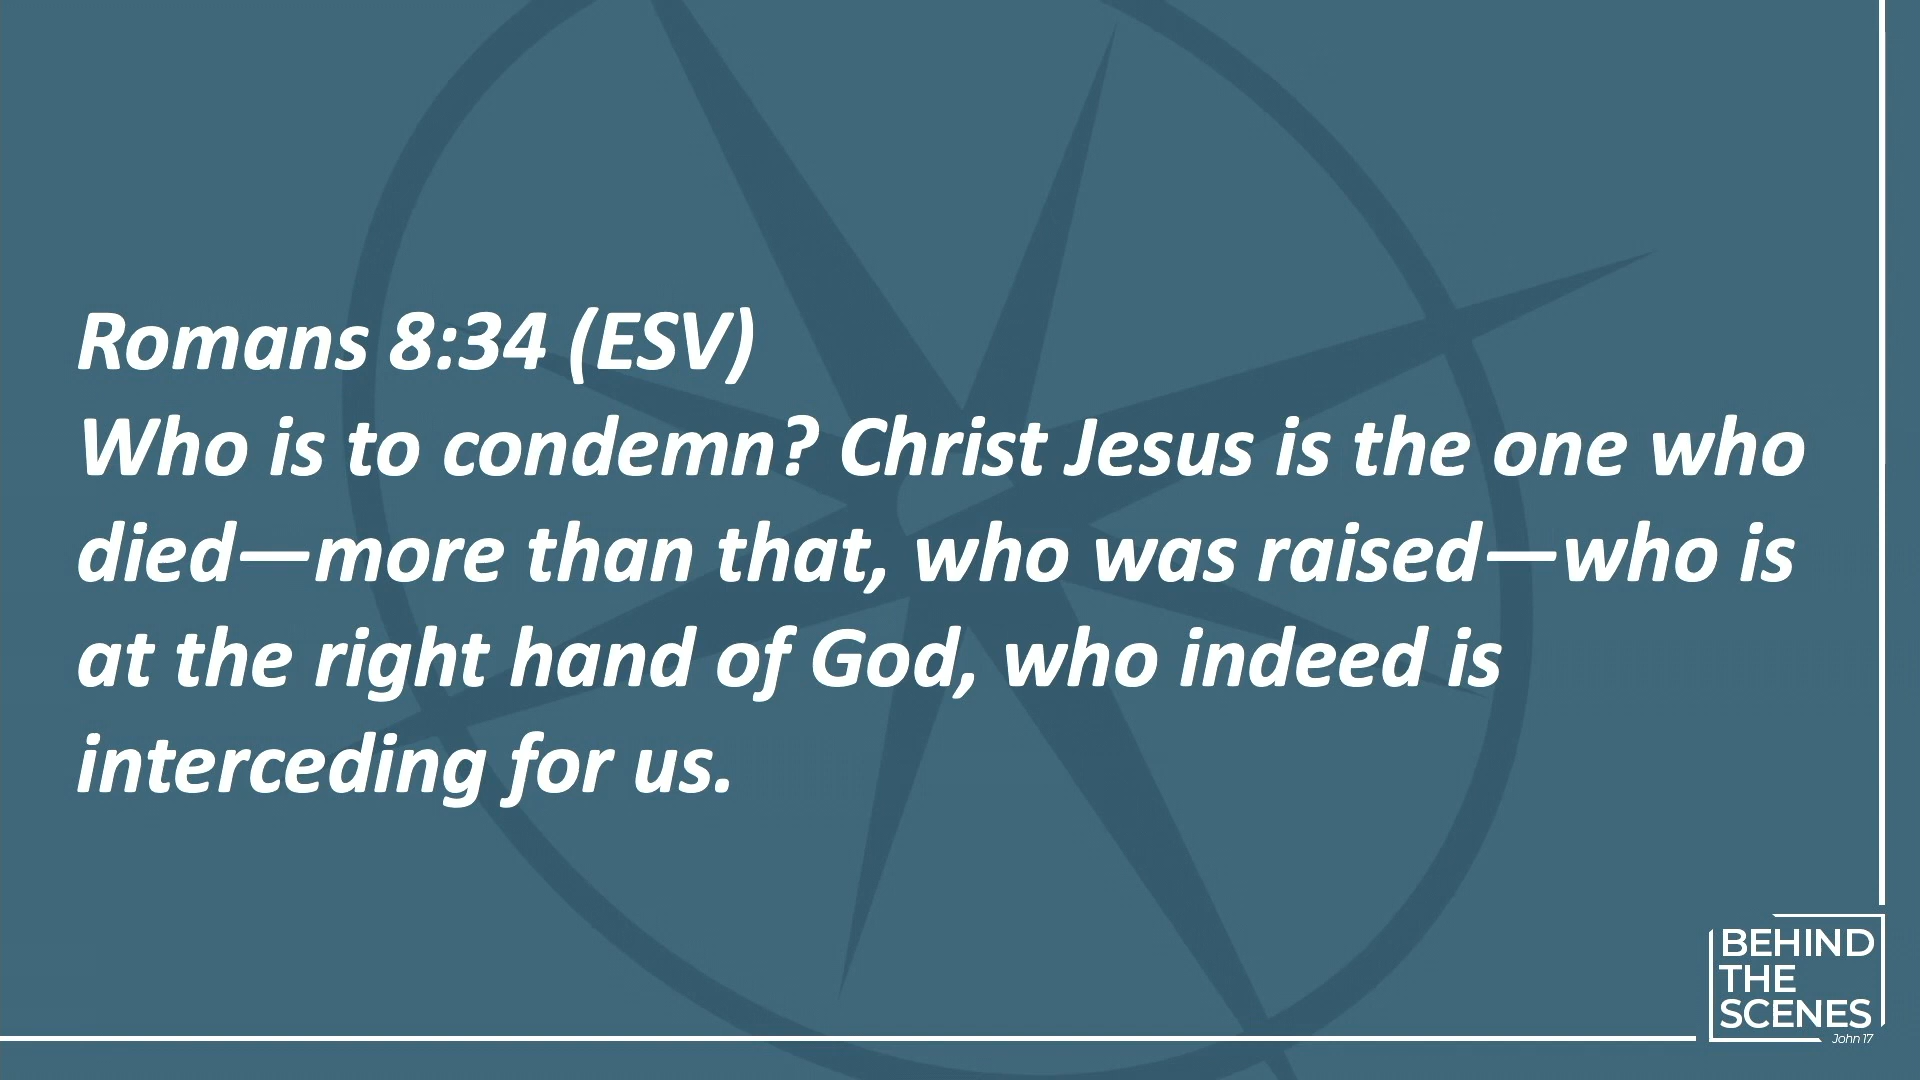 Romans 8:34 (ESV)
Who is to condemn? Christ Jesus is the one who
died—more than that, who was raised—who is
at the right hand of God, who indeed is
interceding for us.
BEHIND
THE
SCENES
John 17